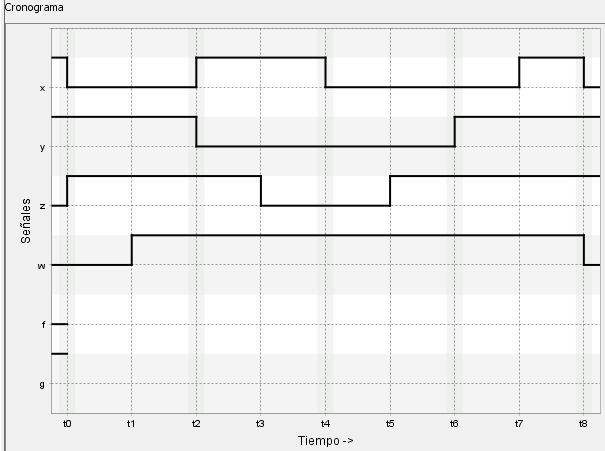 Cronograma
Señales
x
y
z
w
f
g
t0 t1 t2 t3 t4 t5 t6 t7 t8
Tiempo ->